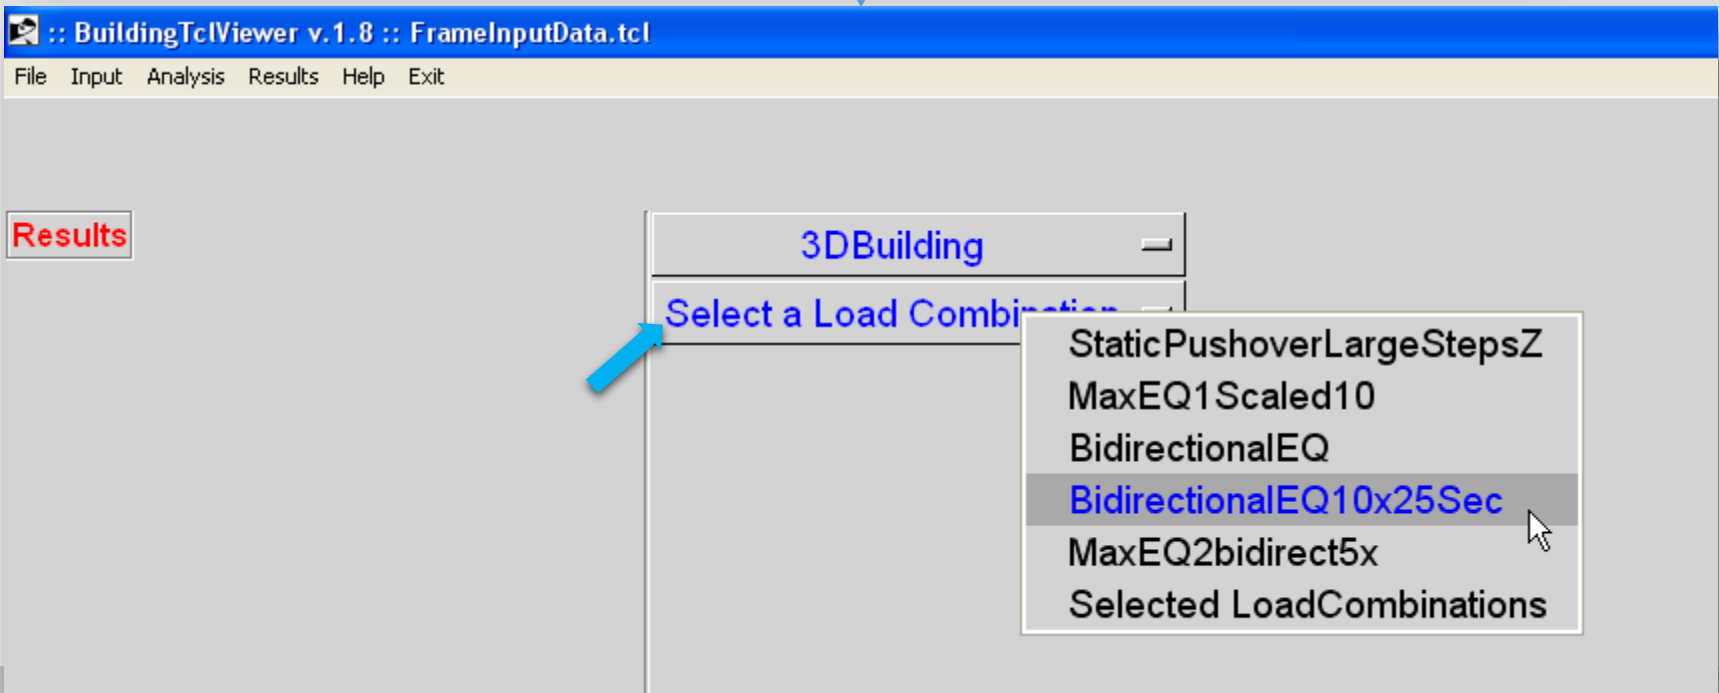 :: BuildingTclViewer v.1.8 :: FrameInputData.tcl
File Input Analysis Results Help Exit
Results
3DBuilding
Select a Load Combination
StaticPushoverLargeStepsZ
MaxEQ1Scaled10
BidirectionalEQ
BidirectionalEQ10x25Sec
MaxEQ2bidirect5x
Selected LoadCombinations